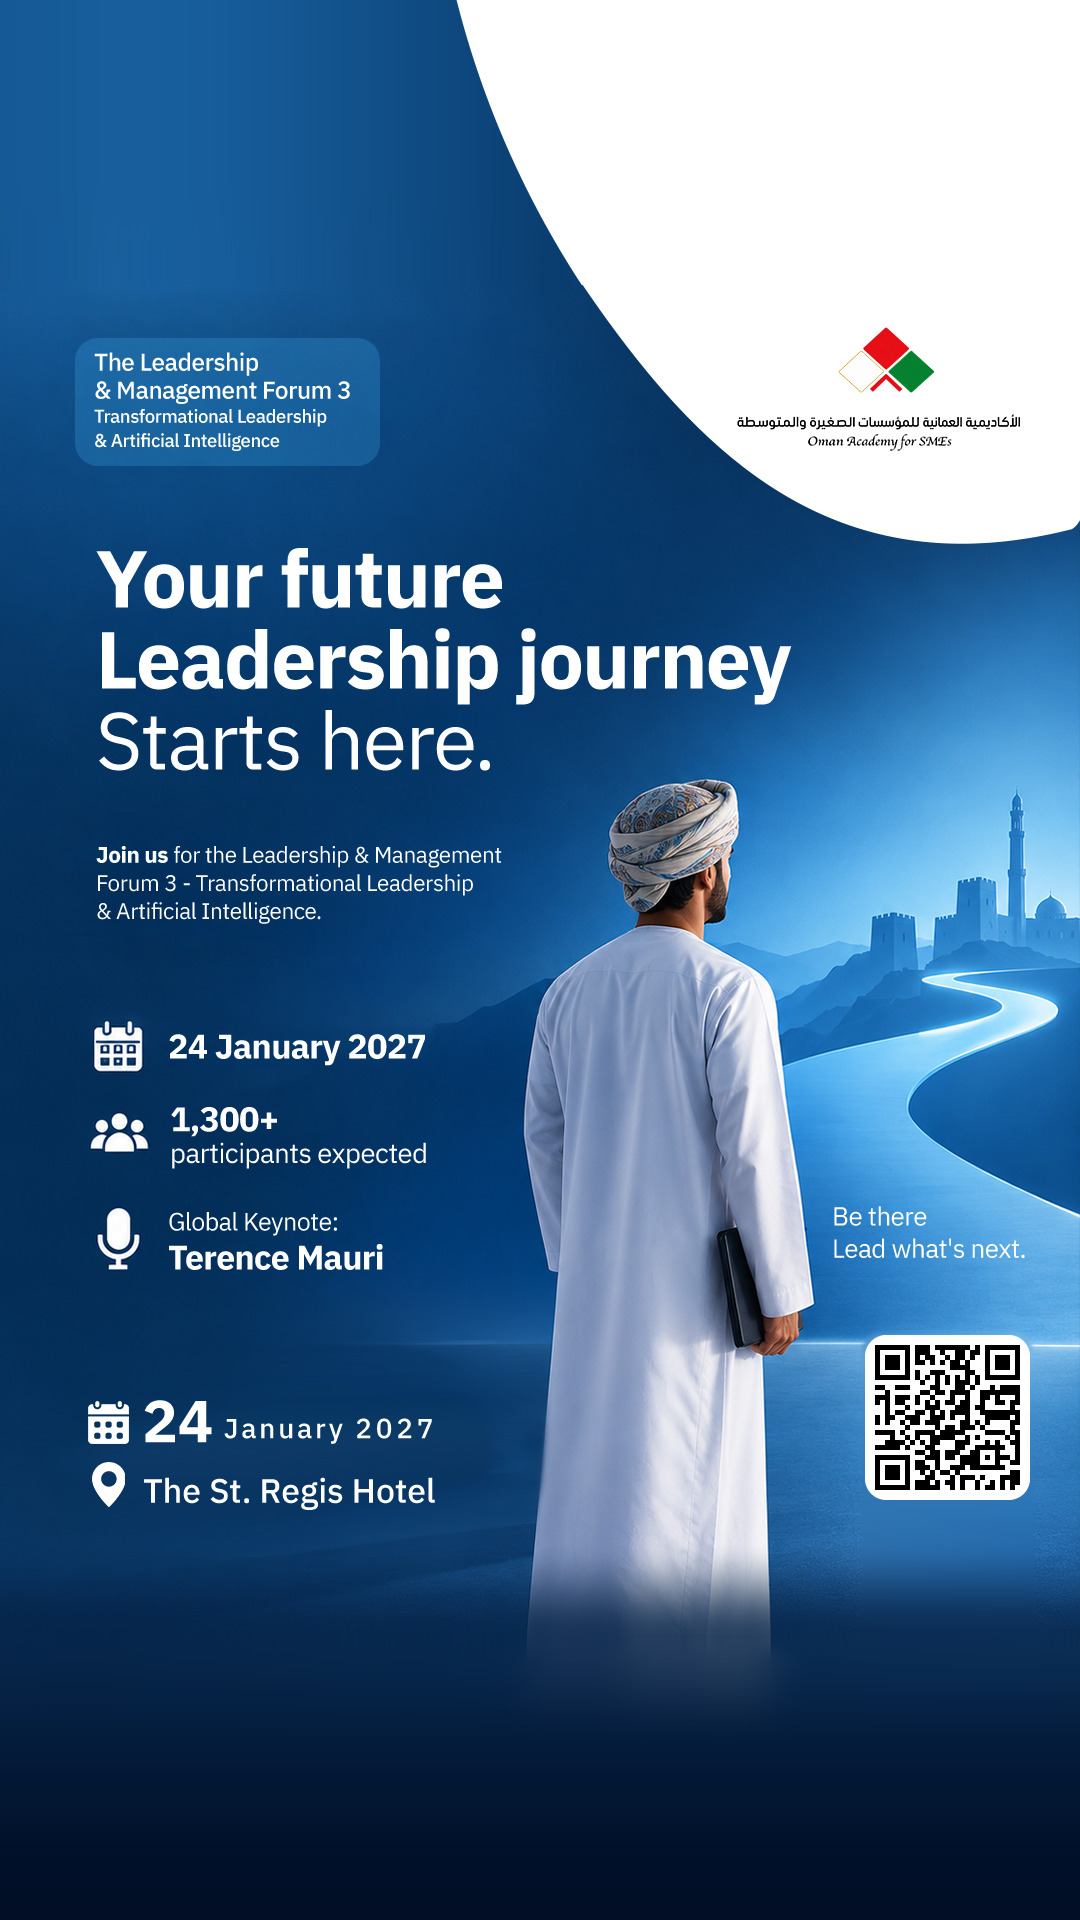 الأكاديمية العمانية للمؤسسات الصغيرة والمتوسطة
Oman Academy for SMEs
The Leadership
& Management Forum 3
Transformational Leadership
& Artificial Intelligence
Your future
Leadership journey
Starts here.
Join us for the Leadership & Management
Forum 3 - Transformational Leadership
& Artificial Intelligence.
24 January 2027
1,300+
participants expected
Global Keynote:
Terence Mauri
Be there
Lead what's next.
24 January 2027
The St. Regis Hotel